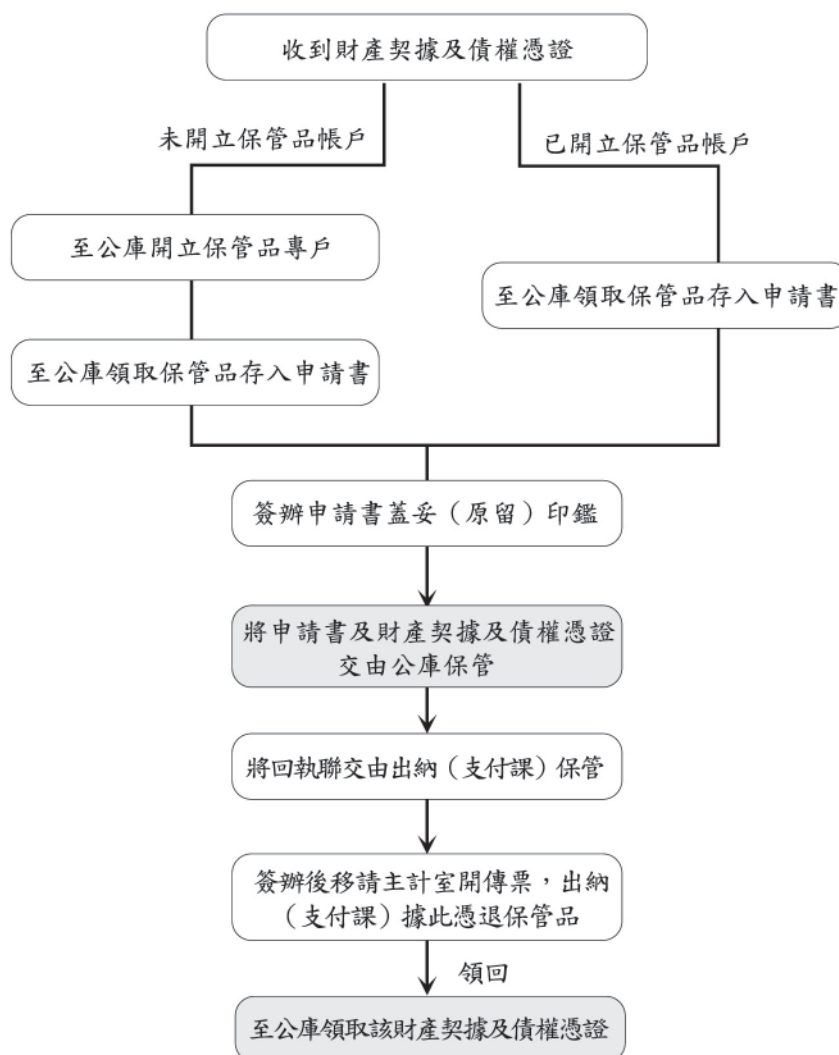 收到財產契據及債權憑證
未開立保管品帳戶
已開立保管品帳戶
至公庫開立保管品專戶
至公庫領取保管品存入申請書
至公庫領取保管品存入申請書
簽辦申請書蓋妥（原留）印鑑
將申請書及財產契據及債權憑證
交由公庫保管
將回執聯交由出納（支付課）保管
簽辦後移請主計室開傳票，出納
（支付課）據此憑退保管品
領回
至公庫領取該財產契據及債權憑證